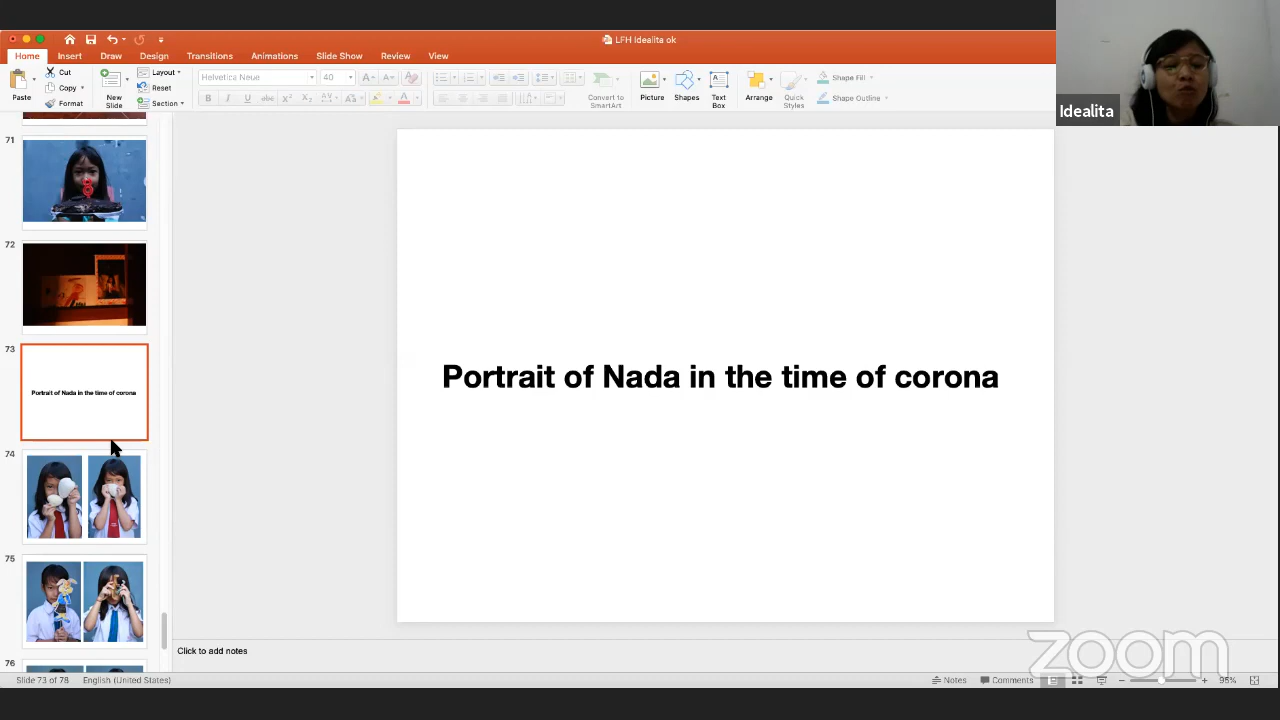 LFH Idealita ok
Home Insert Draw Design Transitions Animations Slide Show Review View
Paste
Cut
Copy
Format
New Slide
Layout
Reset
Section
Helvetica Neue 40
Convert to SmartArt
Picture
Shapes
Text Box
Arrange
Quick Styles
Shape Fill
Shape Outline
Idealita
71
72
73
Portrait of Nada in the time of corona
74
75
76
Portrait of Nada in the time of corona
Click to add notes
zoom
Slide 73 of 78 English (United States) Notes Comments 95%